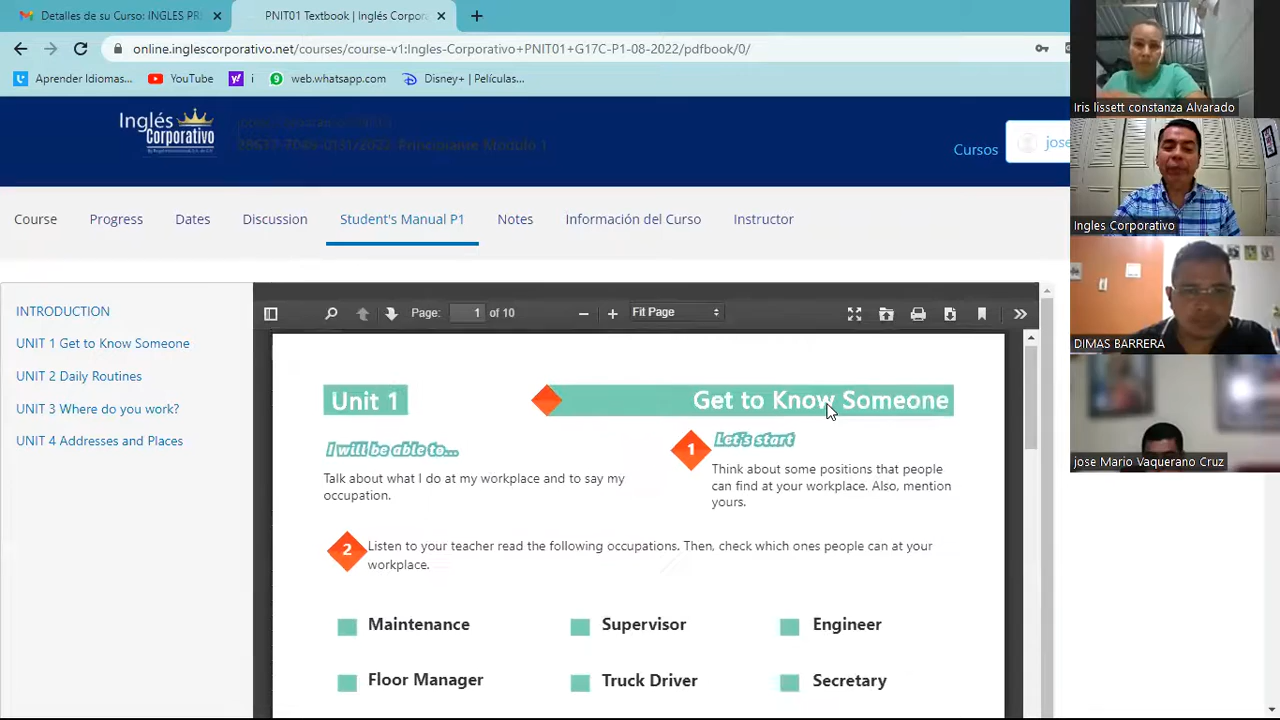 Detalles de su Curso: INGLES PRI
PNIT01 Textbook | Inglés Corpora
online.inglescorporativo.net/courses/course-v1:Ingles-Corporativo+PNIT01+G17C-P1-08-2022/pdfbook/0/
Aprender Idiomas...
YouTube
i
web.whatsapp.com
Disney+ | Películas...
Inglés
Corporativo
Principiante Modulo 1
Cursos
jose
Course
Progress
Dates
Discussion
Student's Manual P1
Notes
Información del Curso
Instructor
INTRODUCTION
UNIT 1 Get to Know Someone
UNIT 2 Daily Routines
UNIT 3 Where do you work?
UNIT 4 Addresses and Places
Page: 1 of 10
Fit Page
Unit 1
Get to Know Someone
I will be able to...
Talk about what I do at my workplace and to say my
occupation.
1
Let's start
Think about some positions that people
can find at your workplace. Also, mention
yours.
2
Listen to your teacher read the following occupations. Then, check which ones people can at your
workplace.
Maintenance
Supervisor
Engineer
Floor Manager
Truck Driver
Secretary
Iris lissett constanza Alvarado
Ingles Corporativo
DIMAS BARRERA
jose Mario Vaquerano Cruz